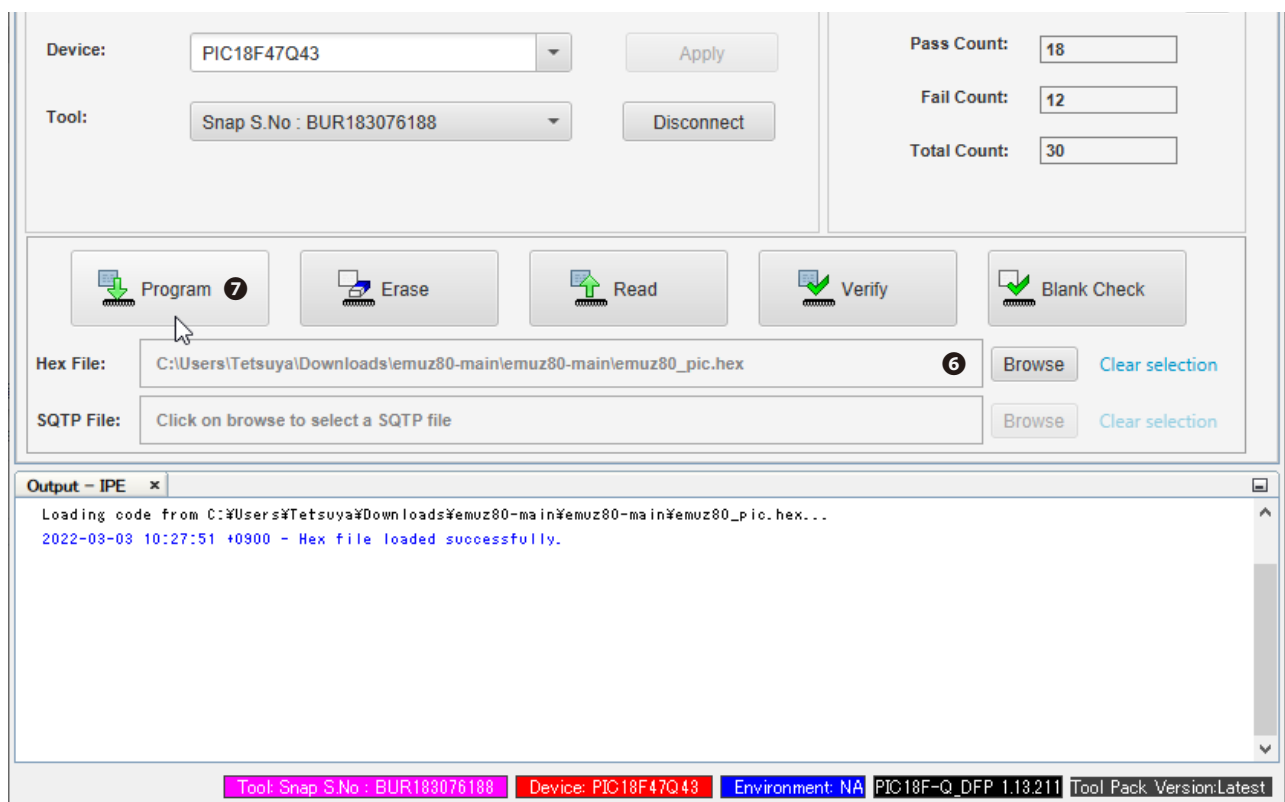 Device:
PIC18F47Q43
Apply
Pass Count:
18
Fail Count:
12
Tool:
Snap S.No : BUR183076188
Disconnect
Total Count:
30
Program ❼
Erase
Read
Verify
Blank Check
Hex File:
C:\Users\Tetsuya\Downloads\emuz80-main\emuz80-main\emuz80_pic.hex
❻
Browse
Clear selection
SQTP File:
Click on browse to select a SQTP file
Browse
Clear selection
Output - IPE ×
Loading code from C:¥Users¥Tetsuya¥Downloads¥emuz80-main¥emuz80-main¥emuz80_pic.hex...
2022-03-03 10:27:51 +0900 - Hex file loaded successfully.
Tool: Snap S.No : BUR183076188
Device: PIC18F47Q43
Environment: NA
PIC18F-Q_DFP 1.13.211
Tool Pack Version:Latest